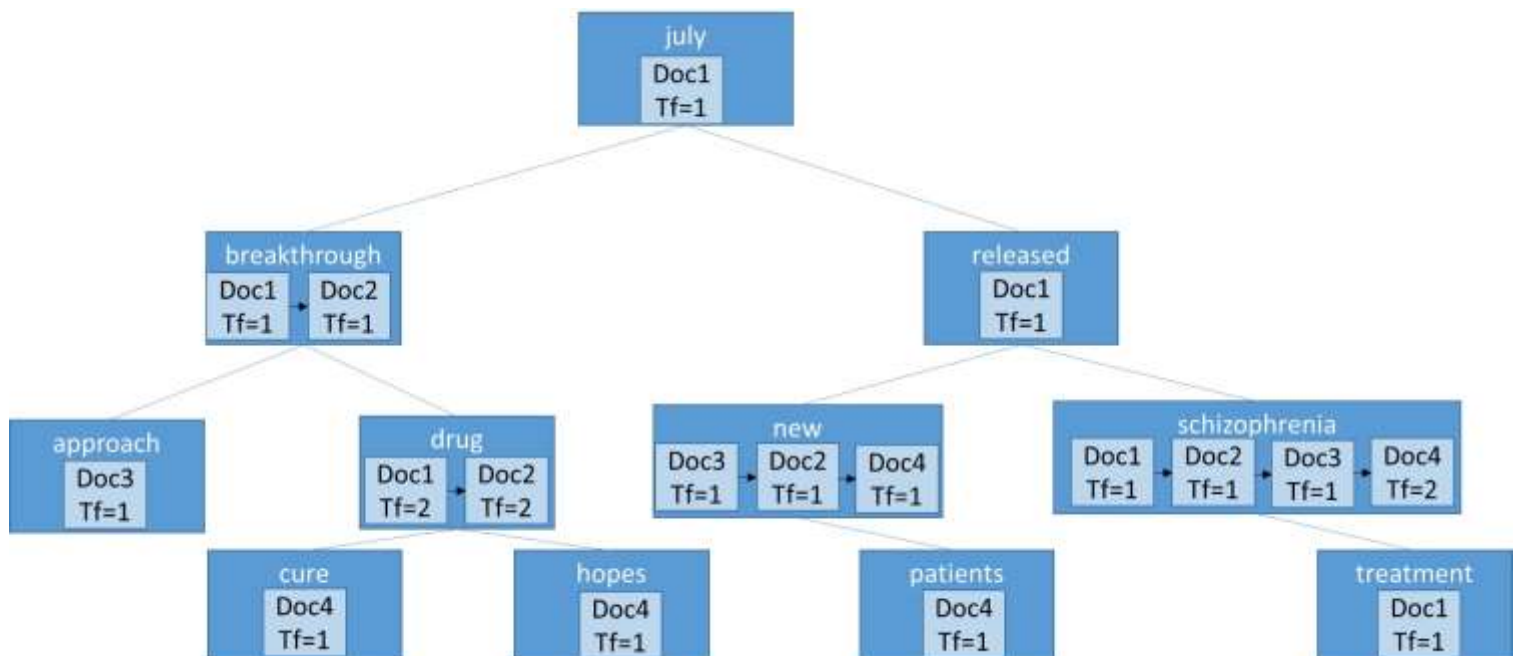 july
Doc1
Tf=1
breakthrough
Doc1 Doc2
Tf=1 Tf=1
released
Doc1
Tf=1
approach
Doc3
Tf=1
drug
Doc1 Doc2
Tf=2 Tf=2
new
Doc3 Doc2 Doc4
Tf=1 Tf=1 Tf=1
schizophrenia
Doc1 Doc2 Doc3 Doc4
Tf=1 Tf=1 Tf=1 Tf=2
cure
Doc4
Tf=1
hopes
Doc4
Tf=1
patients
Doc4
Tf=1
treatment
Doc1
Tf=1